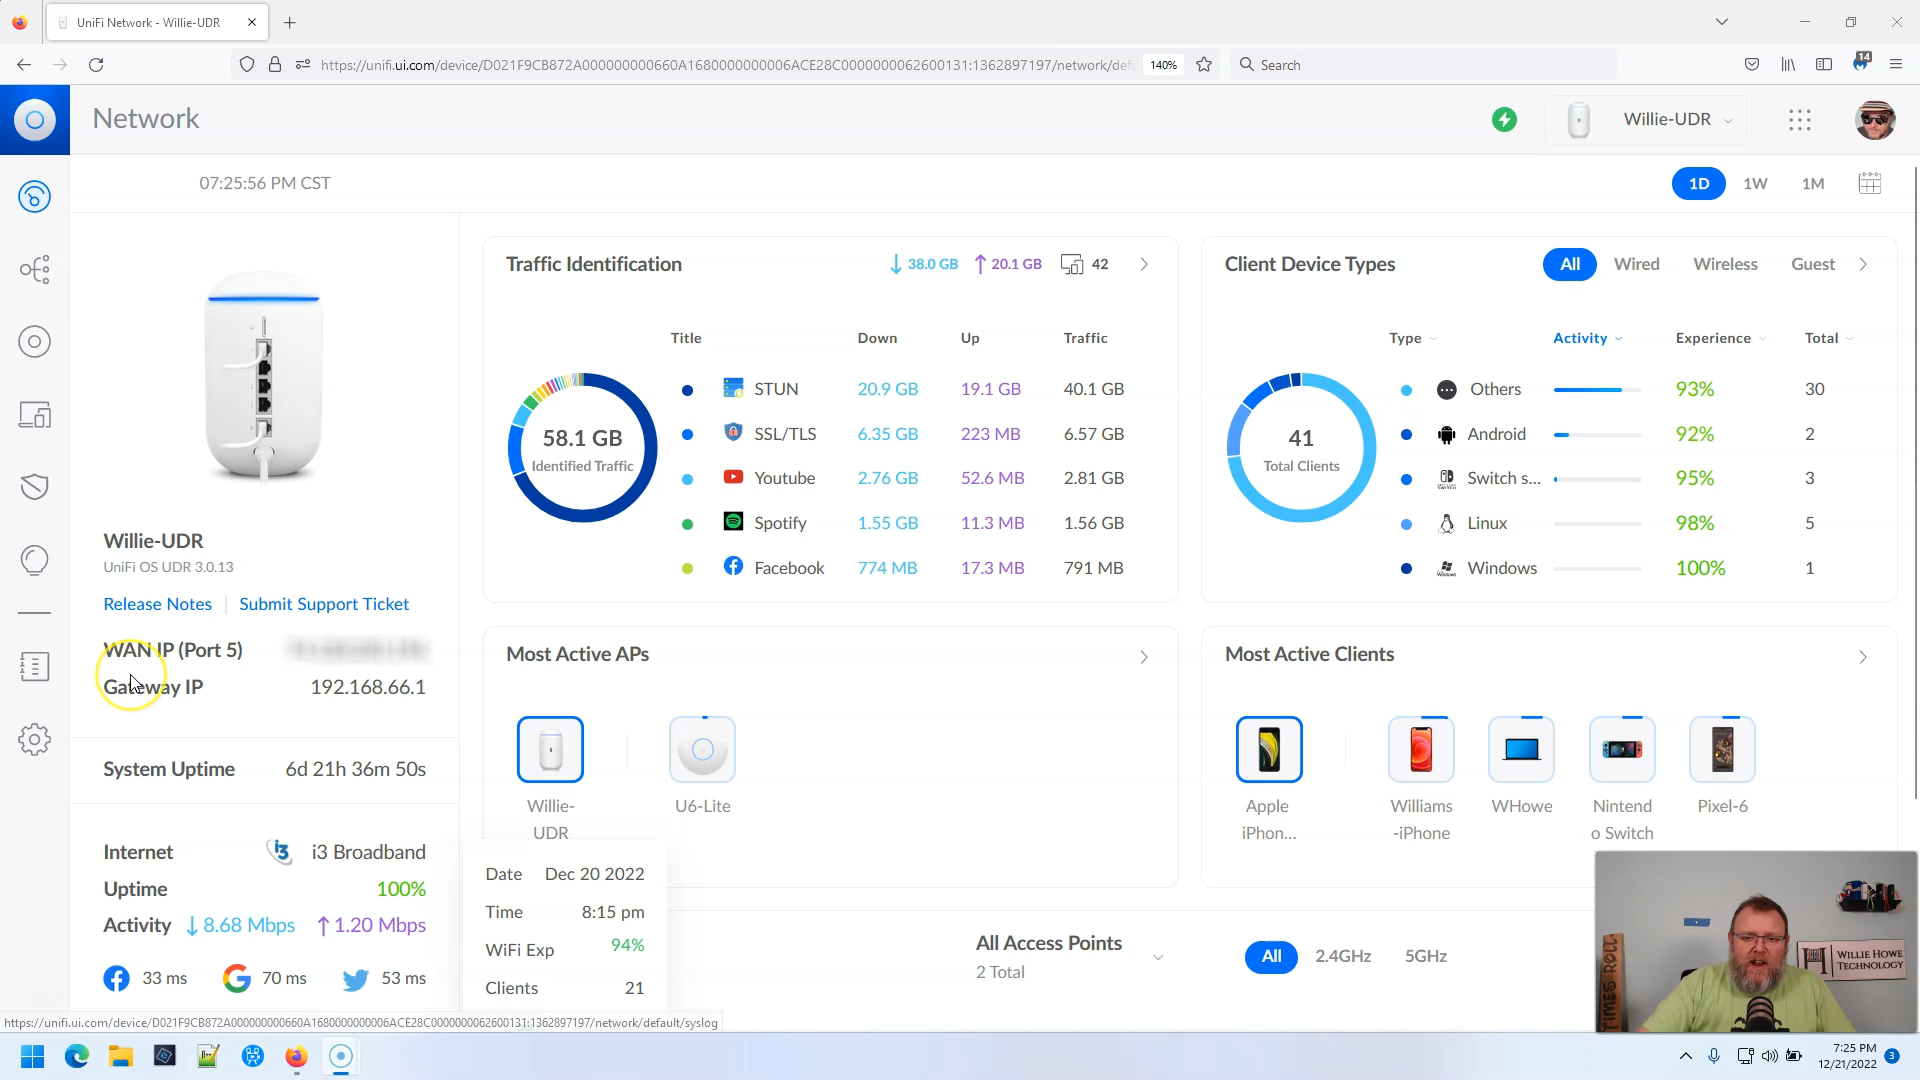 UniFi Network - Willie-UDR
https://unifi.ui.com/device/D021F9CB872A000000000660A1680000000006ACE28C0000000062600131:1362897197/network/def
140%
Search
14
Network
Willie-UDR
07:25:56 PM CST
1D
1W
1M
Willie-UDR
UniFi OS UDR 3.0.13
Release Notes
Submit Support Ticket
WAN IP (Port 5)
Gateway IP 192.168.66.1
System Uptime 6d 21h 36m 50s
Internet i3 i3 Broadband
Uptime 100%
Activity ↓8.68 Mbps ↑1.20 Mbps
33 ms 70 ms 53 ms
Traffic Identification ↓ 38.0 GB ↑ 20.1 GB 42
Title Down Up Traffic
58.1 GB
Identified Traffic
STUN 20.9 GB 19.1 GB 40.1 GB
SSL/TLS 6.35 GB 223 MB 6.57 GB
Youtube 2.76 GB 52.6 MB 2.81 GB
Spotify 1.55 GB 11.3 MB 1.56 GB
Facebook 774 MB 17.3 MB 791 MB
Client Device Types All Wired Wireless Guest
Type Activity Experience Total
41
Total Clients
Others 93% 30
Android 92% 2
Switch s... 95% 3
Linux 98% 5
Windows 100% 1
Most Active APs
Willie-
UDR
U6-Lite
Most Active Clients
Apple
iPhon...
Williams
-iPhone
WHowe
Nintend
o Switch
Pixel-6
Date Dec 20 2022
Time 8:15 pm
WiFi Exp 94%
Clients 21
All Access Points
2 Total
All 2.4GHz 5GHz
TIMES ROLL
WILLIE HOWE
TECHNOLOGY
https://unifi.ui.com/device/D021F9CB872A000000000660A1680000000006ACE28C0000000062600131:1362897197/network/default/syslog
7:25 PM
12/21/2022
3